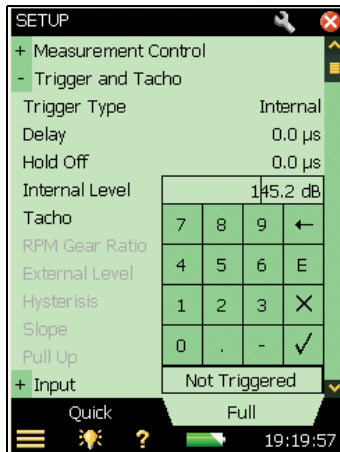 SETUP
+ Measurement Control
- Trigger and Tacho
Trigger Type Internal
Delay 0.0 µs
Hold Off 0.0 µs
Internal Level 145.2 dB
Tacho
RPM Gear Ratio
External Level
Hysterisis
Slope
Pull Up
7 8 9 ←
4 5 6 E
1 2 3 X
0 . - ✓
+ Input Not Triggered
Quick Full
? 19:19:57